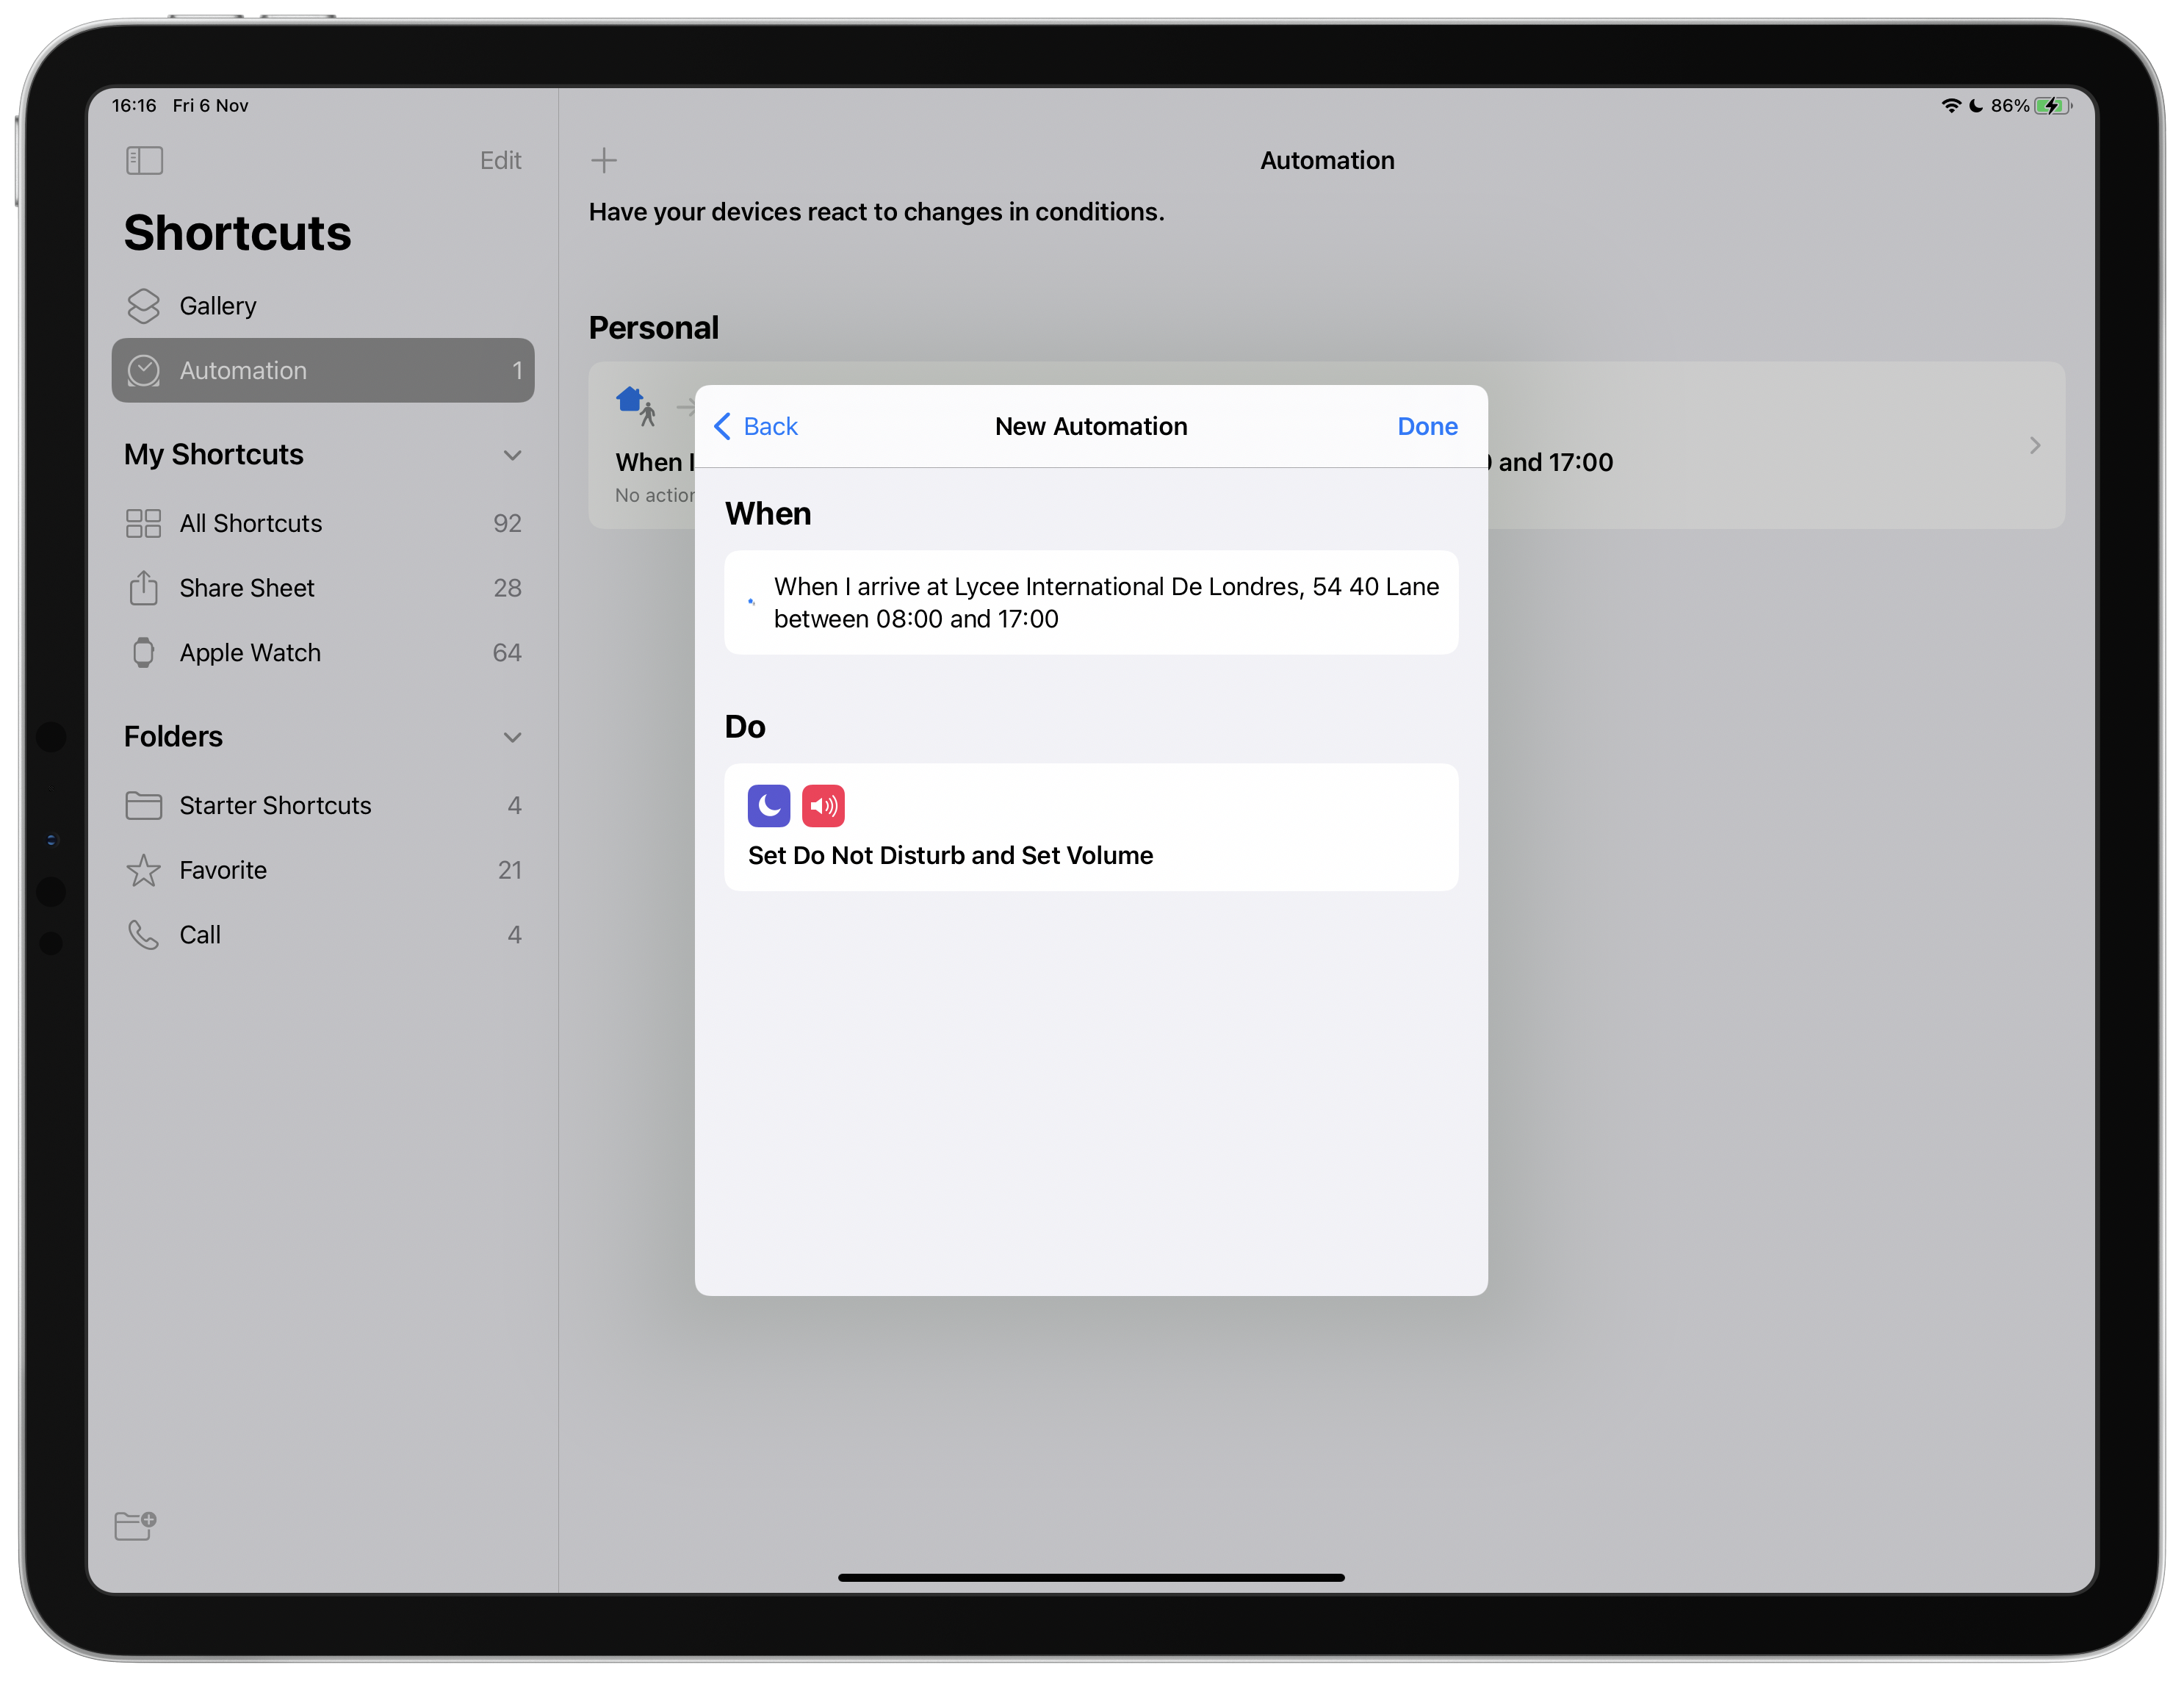 16:16 Fri 6 Nov
86%
Edit
Shortcuts
Gallery
Automation 1
My Shortcuts
All Shortcuts 92
Share Sheet 28
Apple Watch 64
Folders
Starter Shortcuts 4
Favorite 21
Call 4
Automation
Have your devices react to changes in conditions.
Personal
When I
and 17:00
No action
Back
New Automation
Done
When
When I arrive at Lycee International De Londres, 54 40 Lane
between 08:00 and 17:00
Do
Set Do Not Disturb and Set Volume